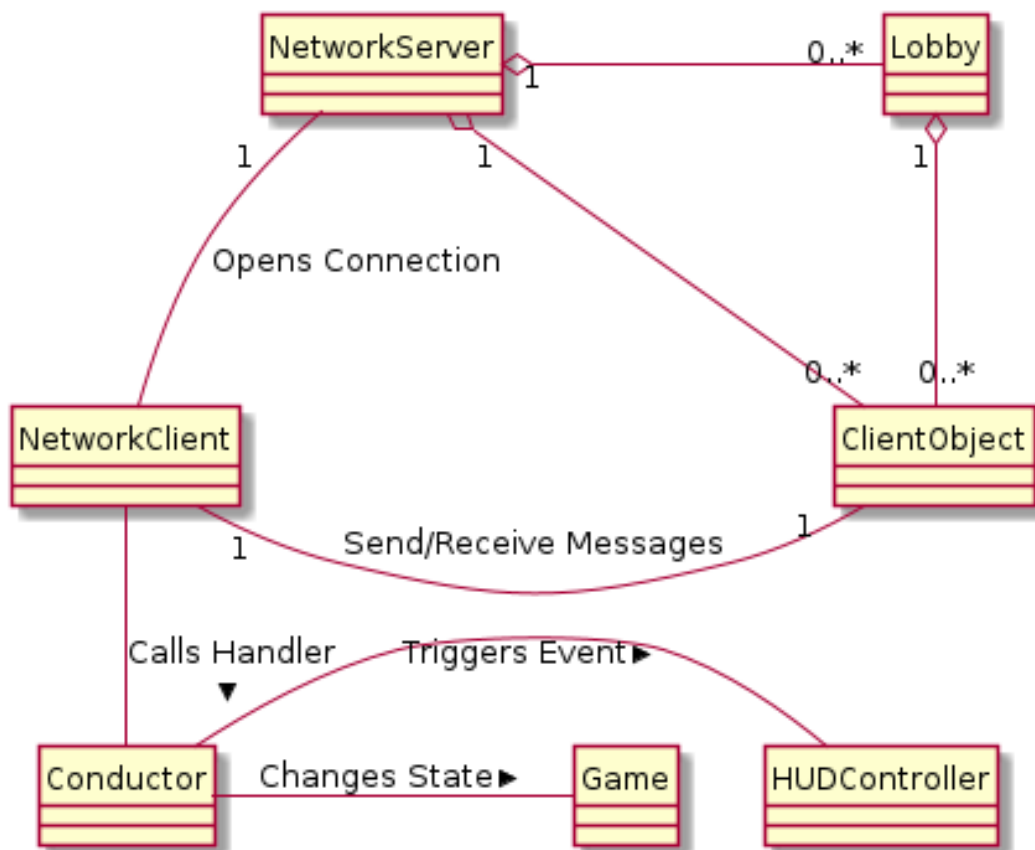 NetworkServer
1
0..*
Lobby
1
1
1
Opens Connection
0..*
0..*
NetworkClient
ClientObject
1
Send/Receive Messages
1
Calls Handler
▼
Triggers Event►
Conductor
Changes State►
Game
HUDController